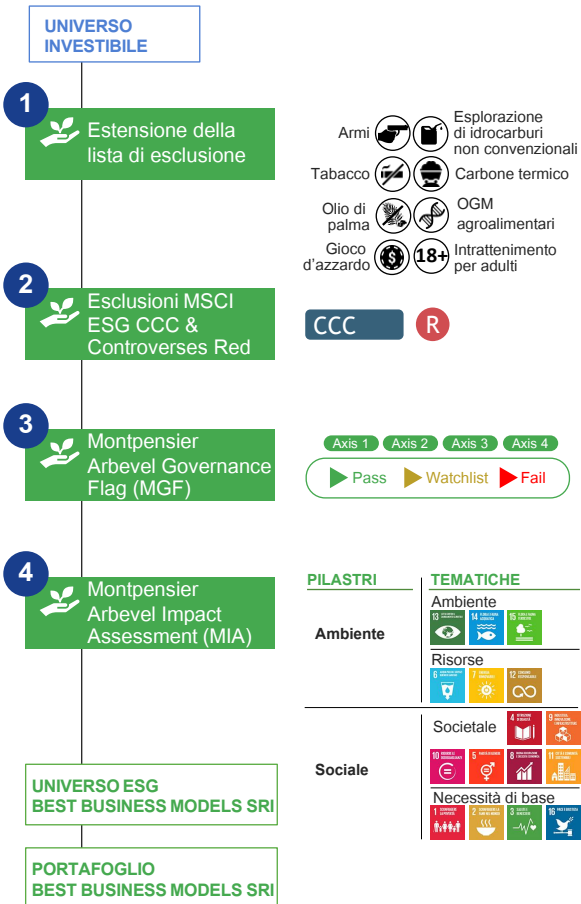 UNIVERSO
INVESTIBILE
1
Estensione della
lista di esclusione
Armi
Esplorazione
di idrocarburi
non convenzionali
Tabacco
Carbone termico
Olio di
palma
OGM
agroalimentari
Gioco
d'azzardo
18+
Intrattenimento
per adulti
2
Esclusioni MSCI
ESG CCC &
Controverses Red
CCC
R
3
Montpensier
Arbevel Governance
Flag (MGF)
Axis 1 Axis 2 Axis 3 Axis 4
Pass Watchlist Fail
4
Montpensier
Arbevel Impact
Assessment (MIA)
PILASTRI TEMATICHE
Ambiente
Ambiente
13 14 15
Risorse
6 7 12
Sociale
Societale
4 9
10 5 8 11
Necessità di base
1 2 3 16
UNIVERSO ESG
BEST BUSINESS MODELS SRI
PORTAFOGLIO
BEST BUSINESS MODELS SRI